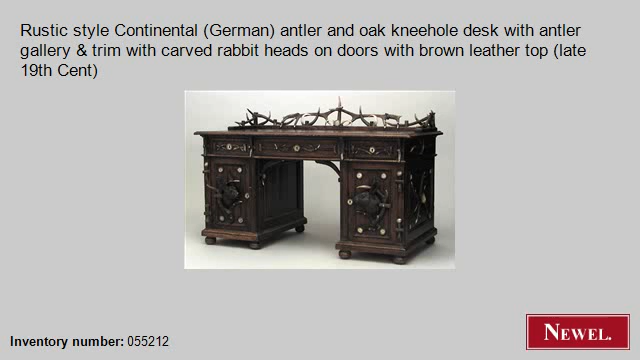 Rustic style Continental (German) antler and oak kneehole desk with antler
gallery & trim with carved rabbit heads on doors with brown leather top (late
19th Cent)
Inventory number: 055212
NEWEL.